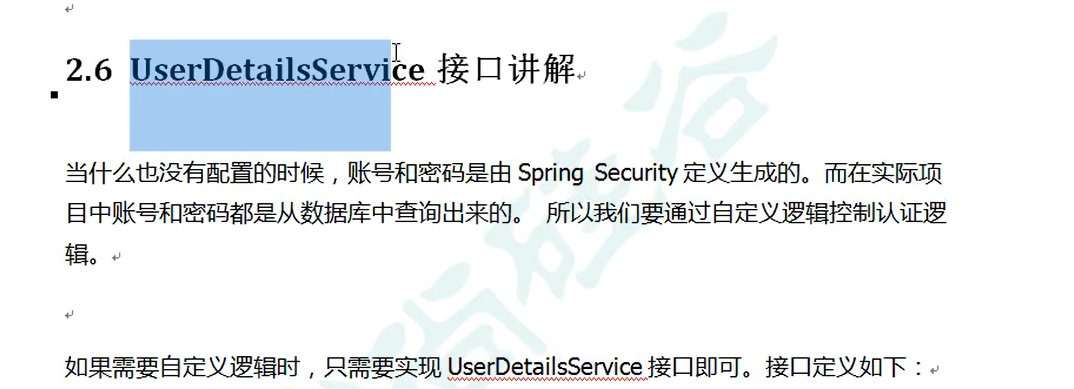 2.6 UserDetailsService 接口讲解
当什么也没有配置的时候，账号和密码是由 Spring Security 定义生成的。而在实际项
目中账号和密码都是从数据库中查询出来的。 所以我们要通过自定义逻辑控制认证逻
辑。
如果需要自定义逻辑时，只需要实现 UserDetailsService 接口即可。接口定义如下：